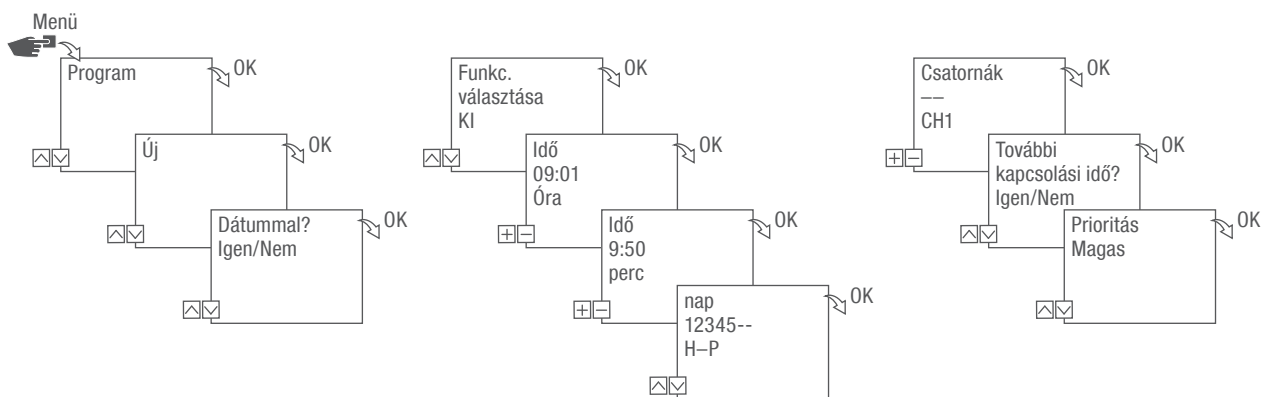 Menü
Program
OK
Új
OK
Dátummal?
Igen/Nem
OK
Funkc.
választása
KI
OK
Idő
09:01
Óra
OK
Idő
9:50
perc
OK
nap
12345--
H–P
OK
Csatornák
––
CH1
OK
További
kapcsolási idő?
Igen/Nem
OK
Prioritás
Magas
OK